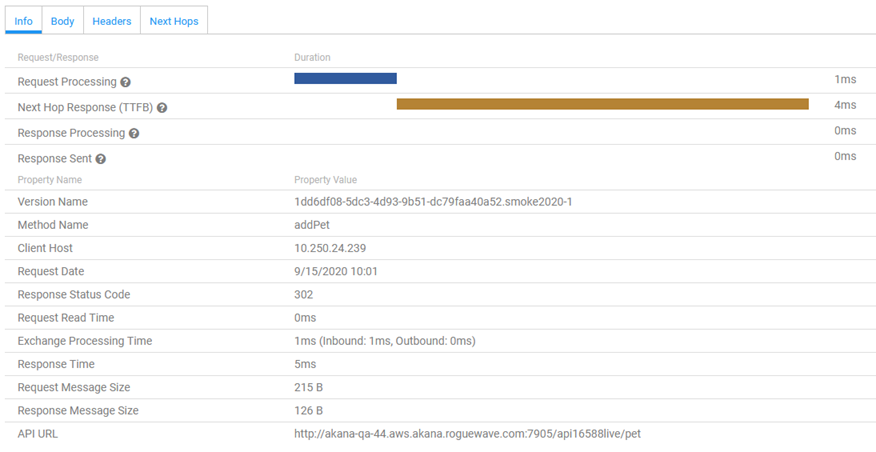 Info Body Headers Next Hops
Request/Response Duration
Request Processing ? 1ms
Next Hop Response (TTFB) ? 4ms
Response Processing ? 0ms
Response Sent ? 0ms
Property Name Property Value
Version Name 1dd6df08-5dc3-4d93-9b51-dc79faa40a52.smoke2020-1
Method Name addPet
Client Host 10.250.24.239
Request Date 9/15/2020 10:01
Response Status Code 302
Request Read Time 0ms
Exchange Processing Time 1ms (Inbound: 1ms, Outbound: 0ms)
Response Time 5ms
Request Message Size 215 B
Response Message Size 126 B
API URL http://akana-qa-44.aws.akana.roguewave.com:7905/api16588live/pet